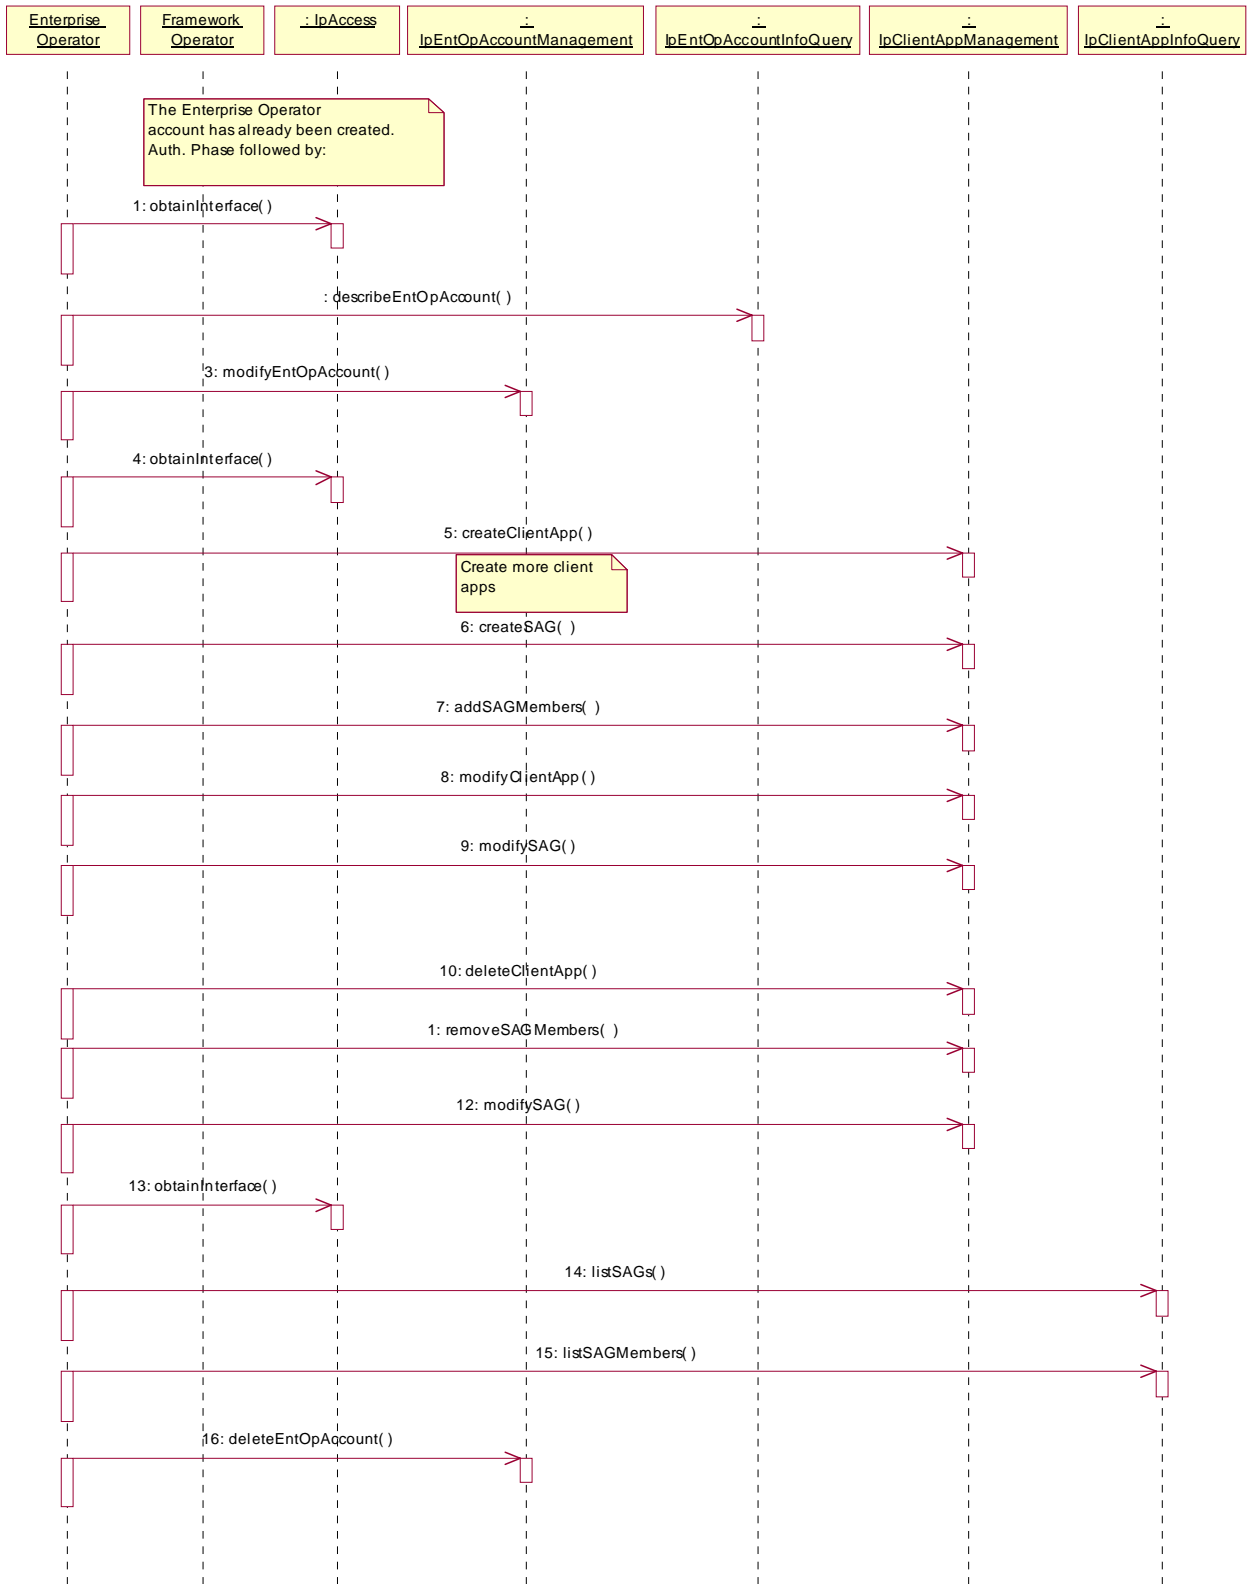 Enterprise
Operator
Framework
Operator
: IpAccess
:
IpEntOpAccountManagement
:
IpEntOpAccountInfoQuery
:
IpClientAppManagement
:
IpClientAppInfoQuery
The Enterprise Operator
account has already been created.
Auth. Phase followed by:
1: obtainInterface( )
: describeEntOpAccount( )
3: modifyEntOpAccount( )
4: obtainInterface( )
5: createClientApp( )
Create more client
apps
6: createSAG( )
7: addSAGMembers( )
8: modifyClientApp( )
9: modifySAG( )
10: deleteClientApp( )
1: removeSAGMembers( )
12: modifySAG( )
13: obtainInterface( )
14: listSAGs( )
15: listSAGMembers( )
16: deleteEntOpAccount( )